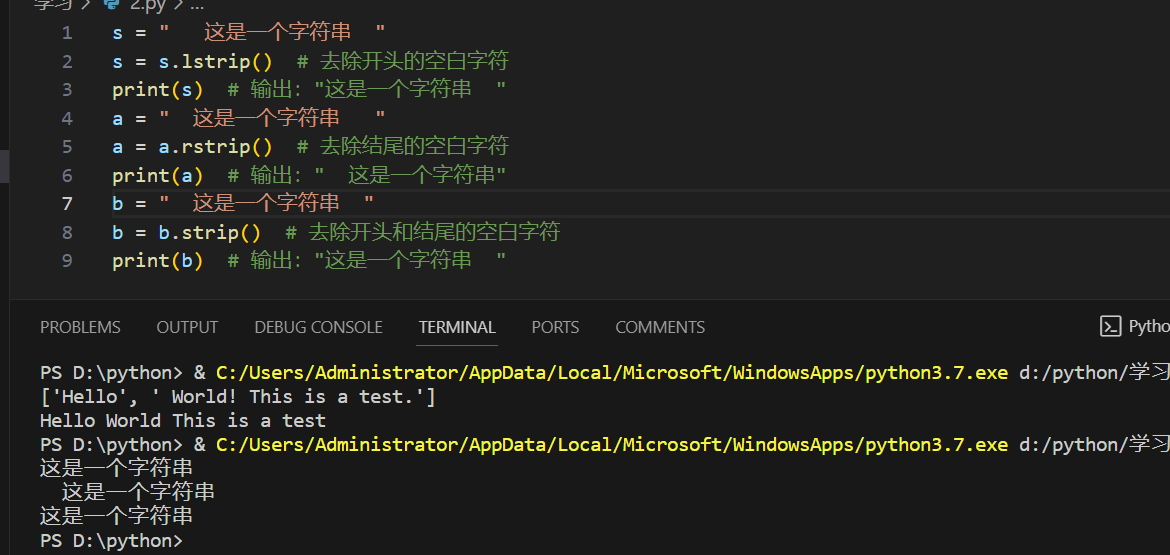 学习 > 2.py > ...
1 s = "   这是一个字符串  "
2 s = s.lstrip()  # 去除开头的空白字符
3 print(s)  # 输出: "这是一个字符串  "
4 a = "  这是一个字符串   "
5 a = a.rstrip()  # 去除结尾的空白字符
6 print(a)  # 输出: "  这是一个字符串"
7 b = "  这是一个字符串  "
8 b = b.strip()  # 去除开头和结尾的空白字符
9 print(b)  # 输出: "这是一个字符串  "
PROBLEMS OUTPUT DEBUG CONSOLE TERMINAL PORTS COMMENTS Pytho
PS D:\python> & C:/Users/Administrator/AppData/Local/Microsoft/WindowsApps/python3.7.exe d:/python/学习
['Hello', ' World! This is a test.']
Hello World This is a test
PS D:\python> & C:/Users/Administrator/AppData/Local/Microsoft/WindowsApps/python3.7.exe d:/python/学习
这是一个字符串
  这是一个字符串
这是一个字符串
PS D:\python>